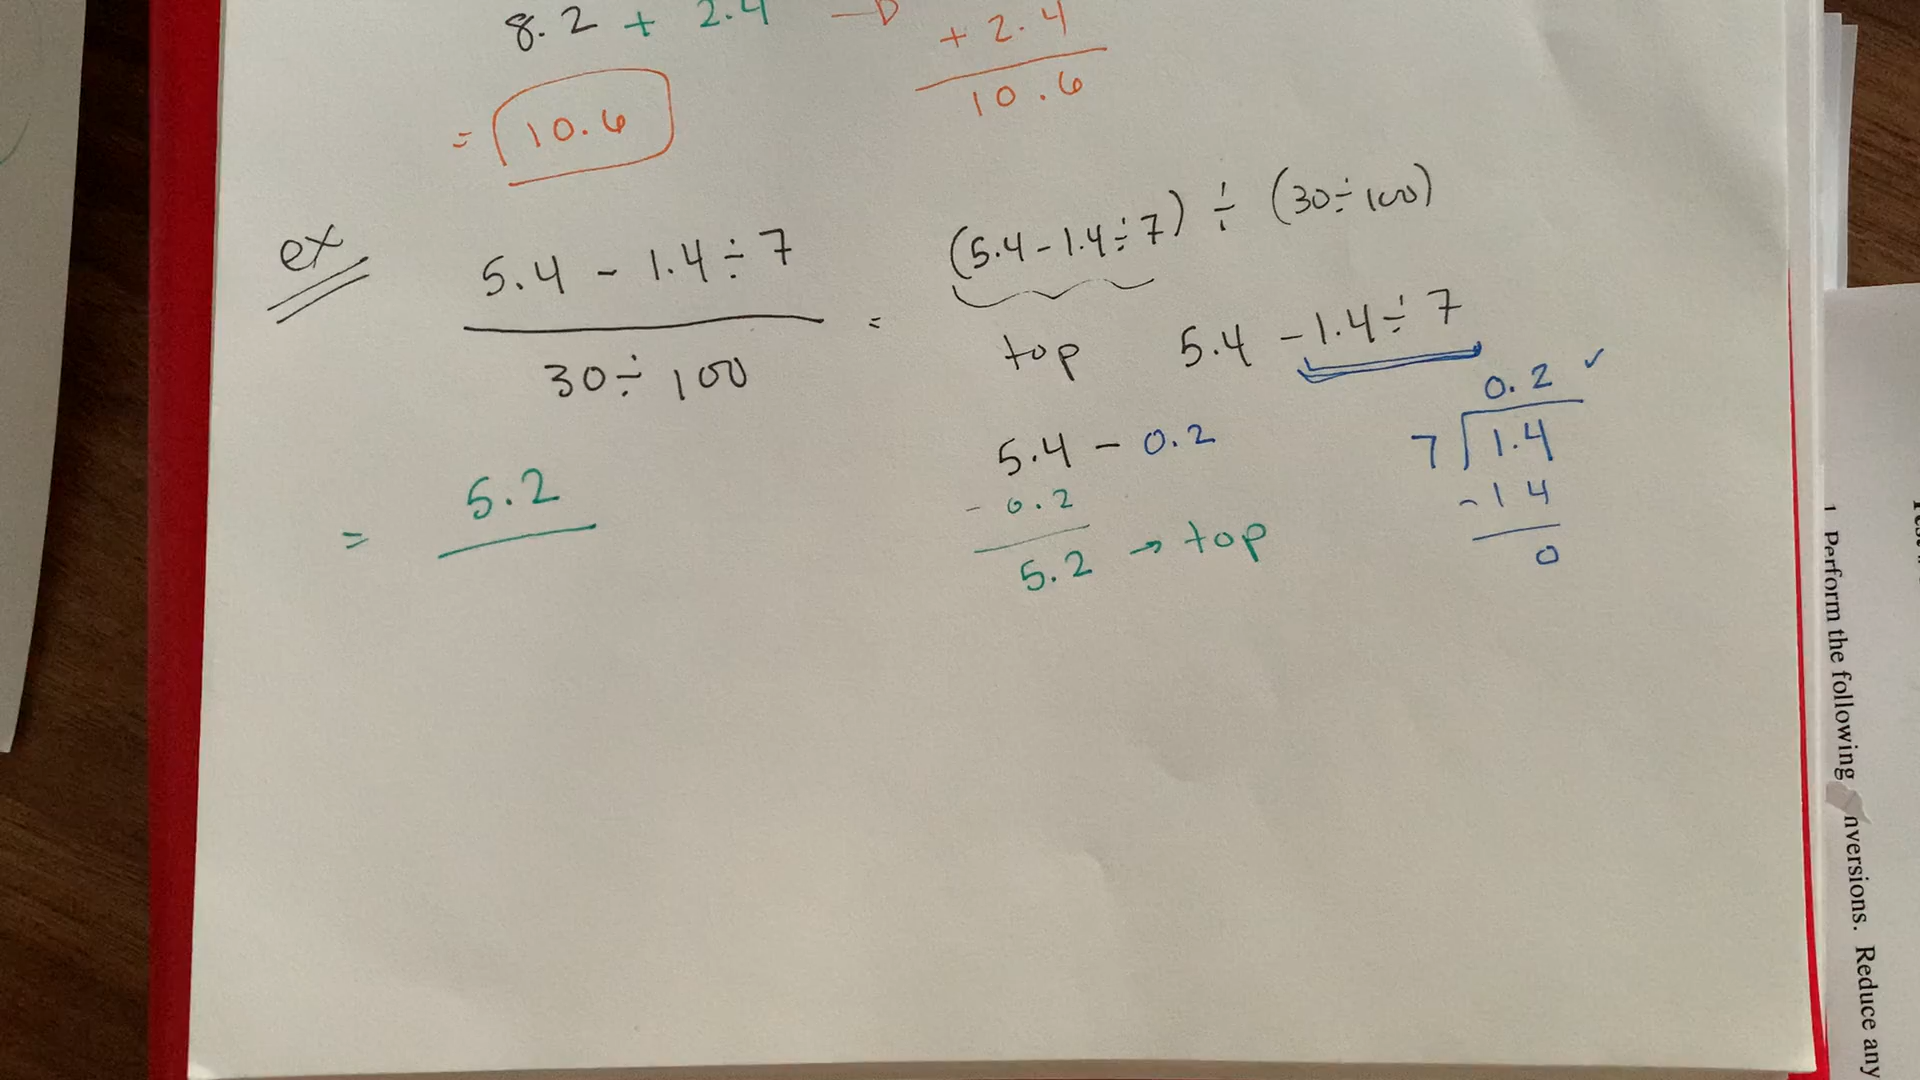 8.2 + 2.4 →
+ 2.4
10.6
= 10.6
ex
5.4 - 1.4 ÷ 7
30 ÷ 100
=
(5.4 - 1.4 ÷ 7) ÷ (30 ÷ 100)
top 5.4 - 1.4 ÷ 7
0.2 ✓
7 1.4
- 1 4
0
5.4 - 0.2
- 0.2
5.2 → top
= 5.2
1 Perform the following nversions. Reduce any